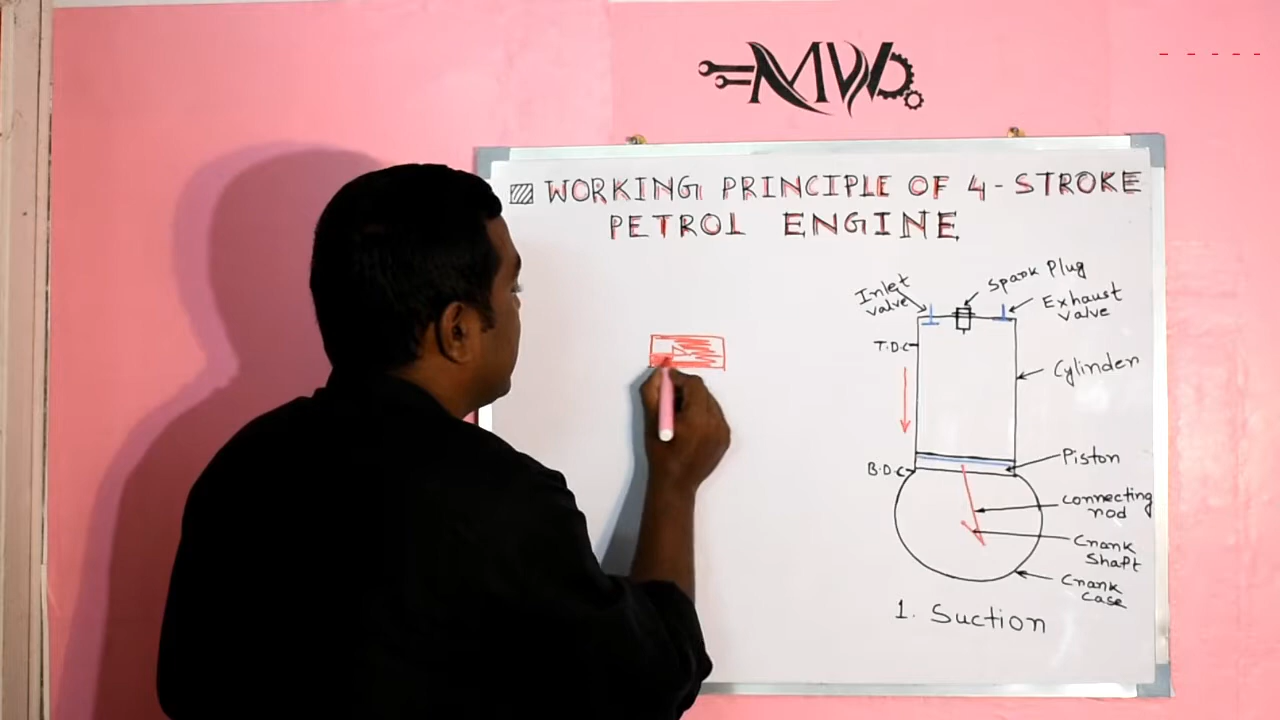 MWD
WORKING PRINCIPLE OF 4-STROKE
PETROL ENGINE
Inlet
valve
Spark Plug
Exhaust
valve
T.D.C
Cylinder
B.D.C
Piston
connecting
rod
Crank
Shaft
Crank
case
1. Suction